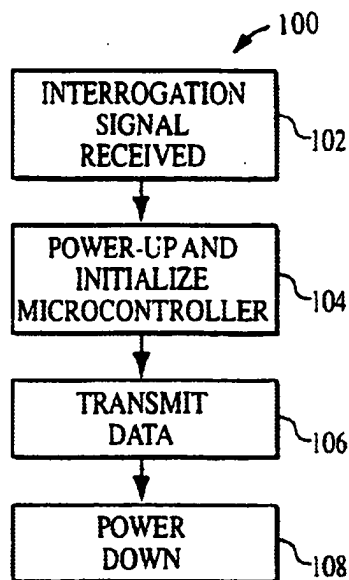 100
INTERROGATION
SIGNAL
RECEIVED
102
POWER-UP AND
INITIALIZE
MICROCONTROLLER
104
TRANSMIT
DATA
106
POWER
DOWN
108